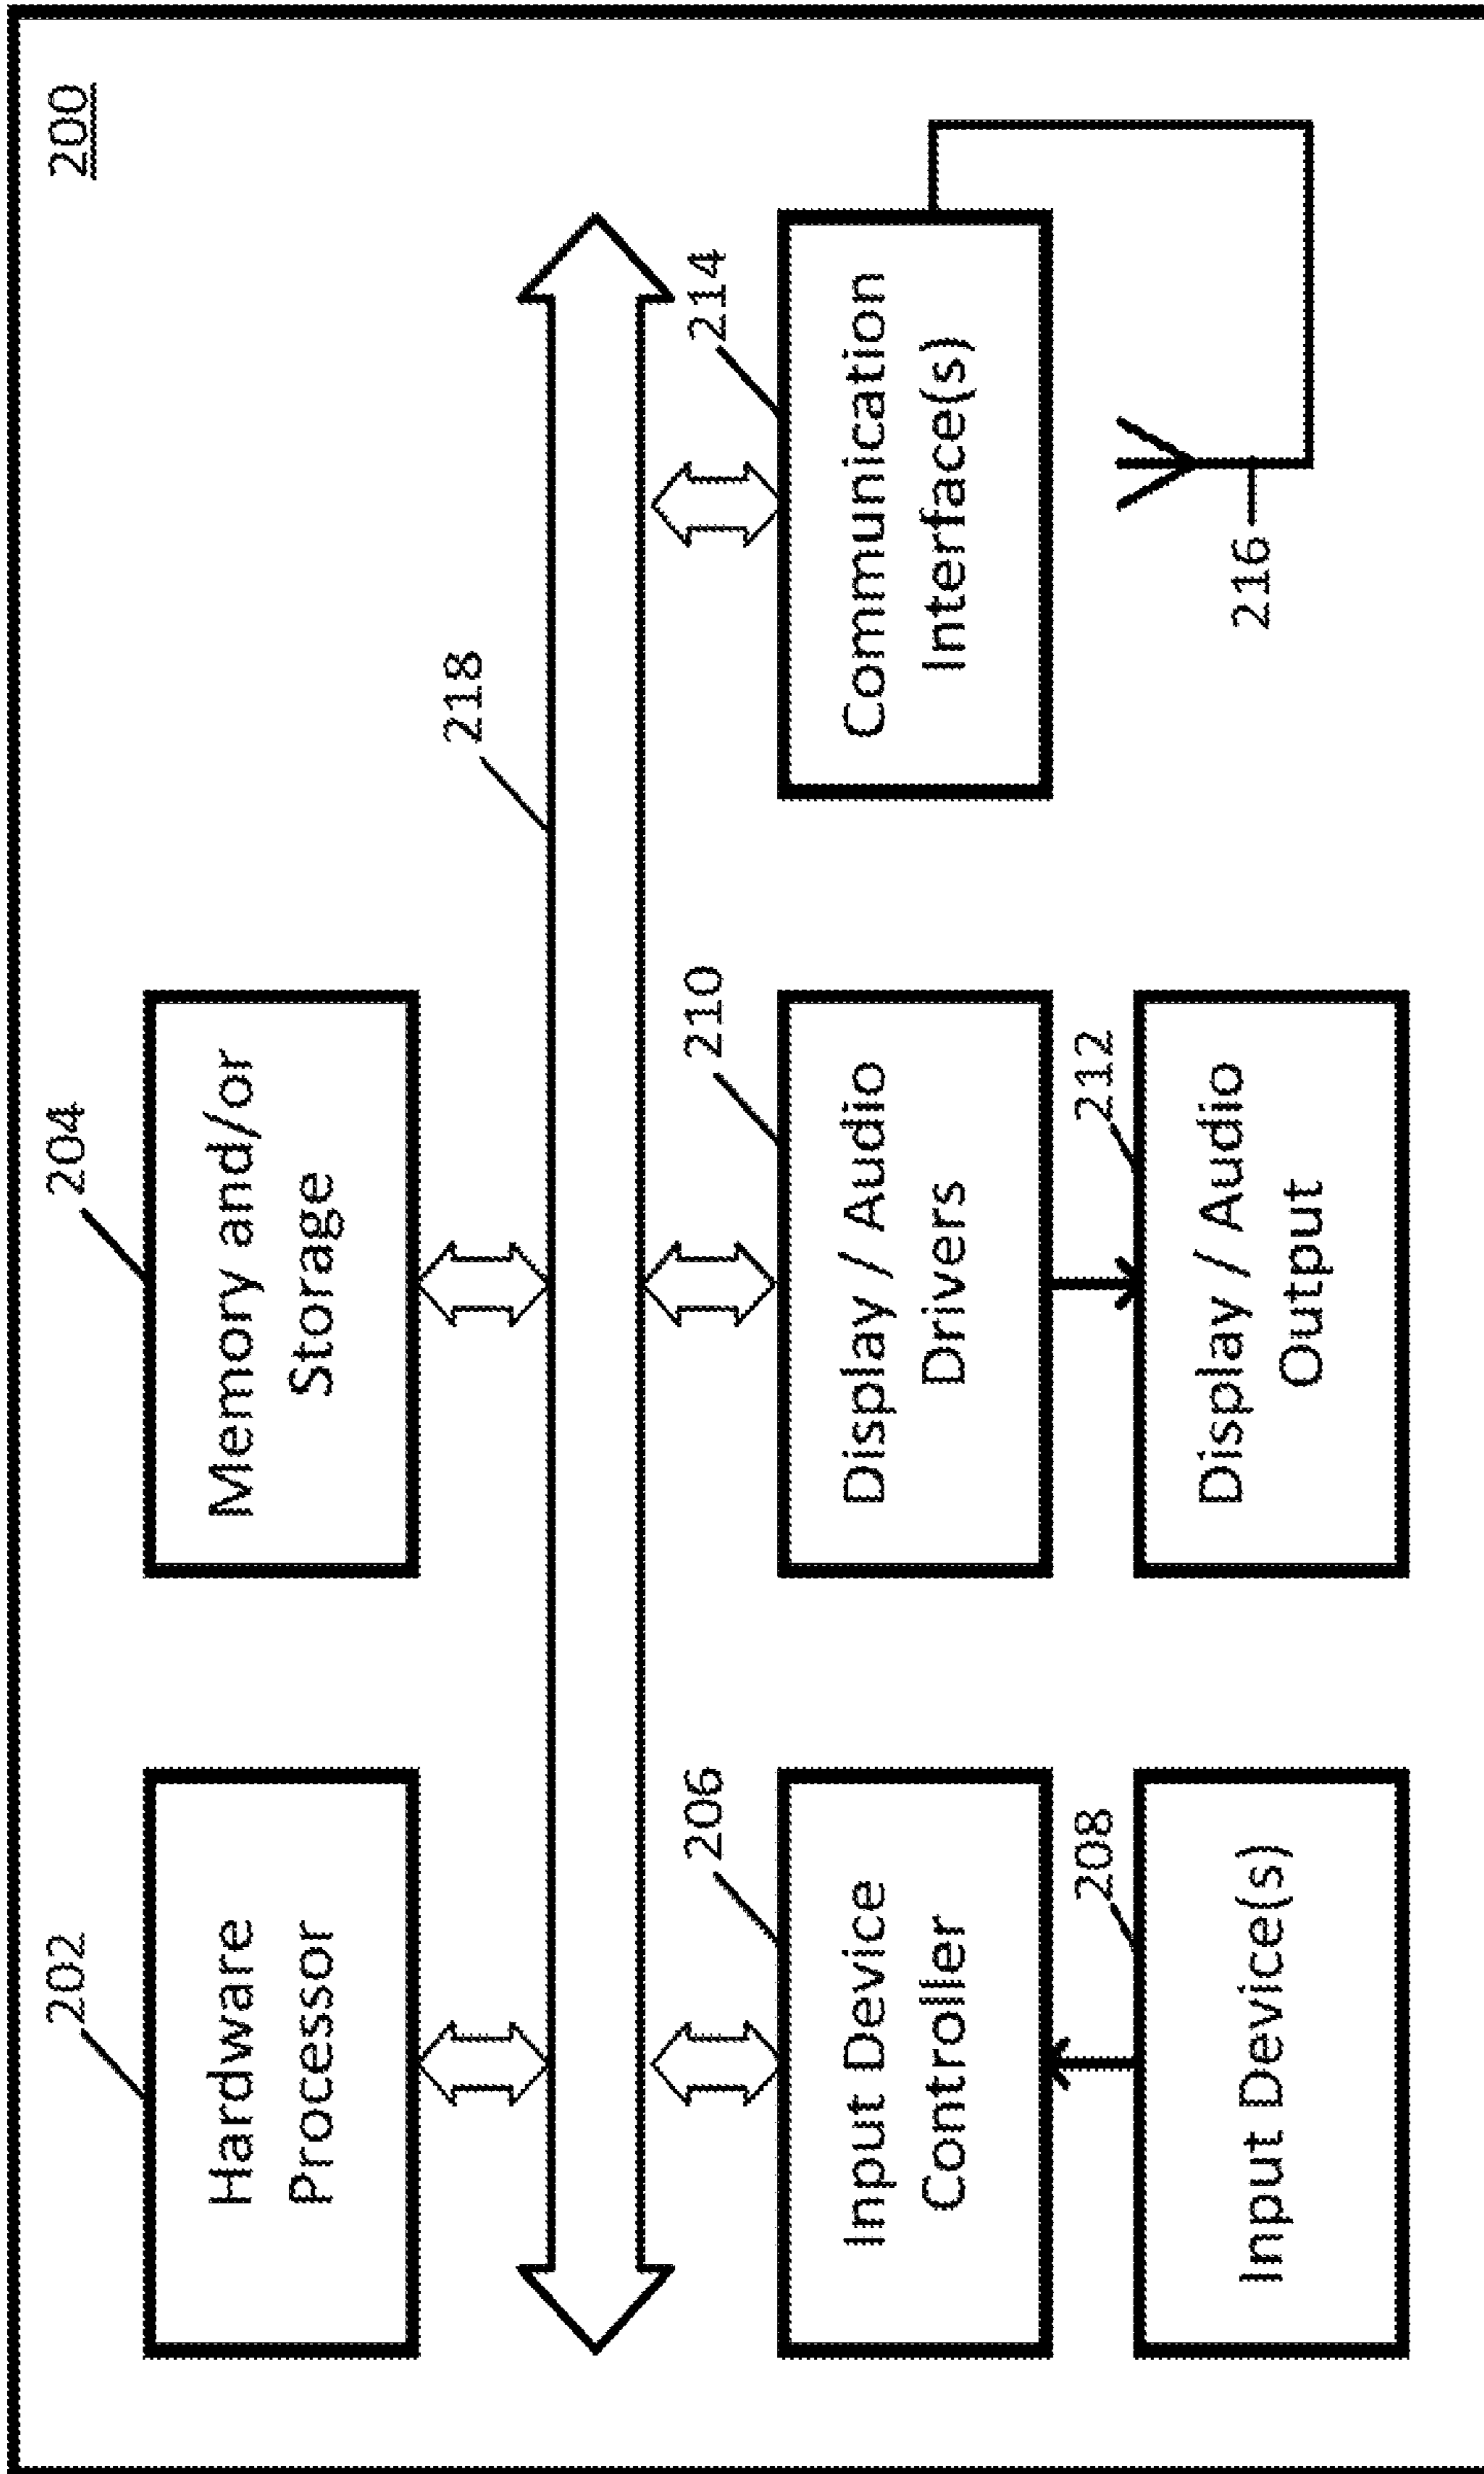 200
202
Hardware
Processor
204
Memory and/or
Storage
218
206
Input Device
Controller
210
Display / Audio
Drivers
214
Communication
Interface(s)
208
Input Device(s)
212
Display / Audio
Output
216